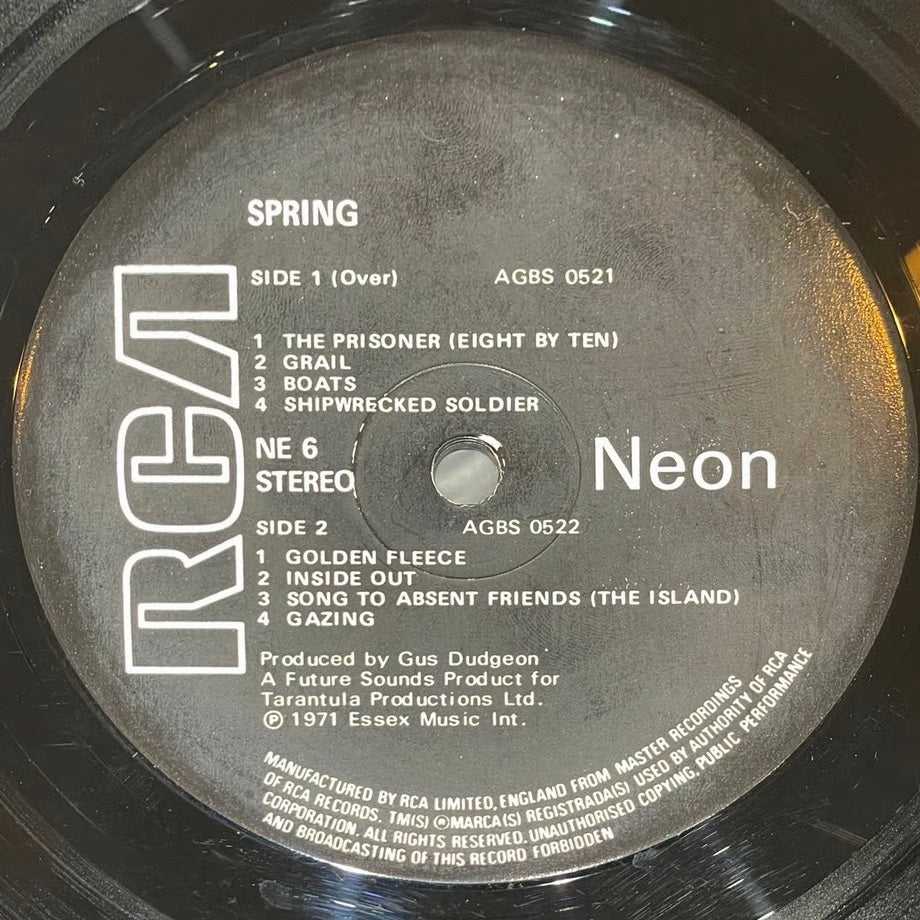 RCA
SPRING
SIDE 1 (Over) AGBS 0521
1 THE PRISONER (EIGHT BY TEN)
2 GRAIL
3 BOATS
4 SHIPWRECKED SOLDIER
NE 6
STEREO
Neon
SIDE 2 AGBS 0522
1 GOLDEN FLEECE
2 INSIDE OUT
3 SONG TO ABSENT FRIENDS (THE ISLAND)
4 GAZING
Produced by Gus Dudgeon
A Future Sounds Product for
Tarantula Productions Ltd.
℗ 1971 Essex Music Int.
MANUFACTURED BY RCA LIMITED, ENGLAND FROM MASTER RECORDINGS
OF RCA RECORDS. TM(S) ®MARCA(S) REGISTRADA(S) USED BY AUTHORITY OF RCA
CORPORATION. ALL RIGHTS RESERVED. UNAUTHORISED COPYING, PUBLIC PERFORMANCE
AND BROADCASTING OF THIS RECORD FORBIDDEN